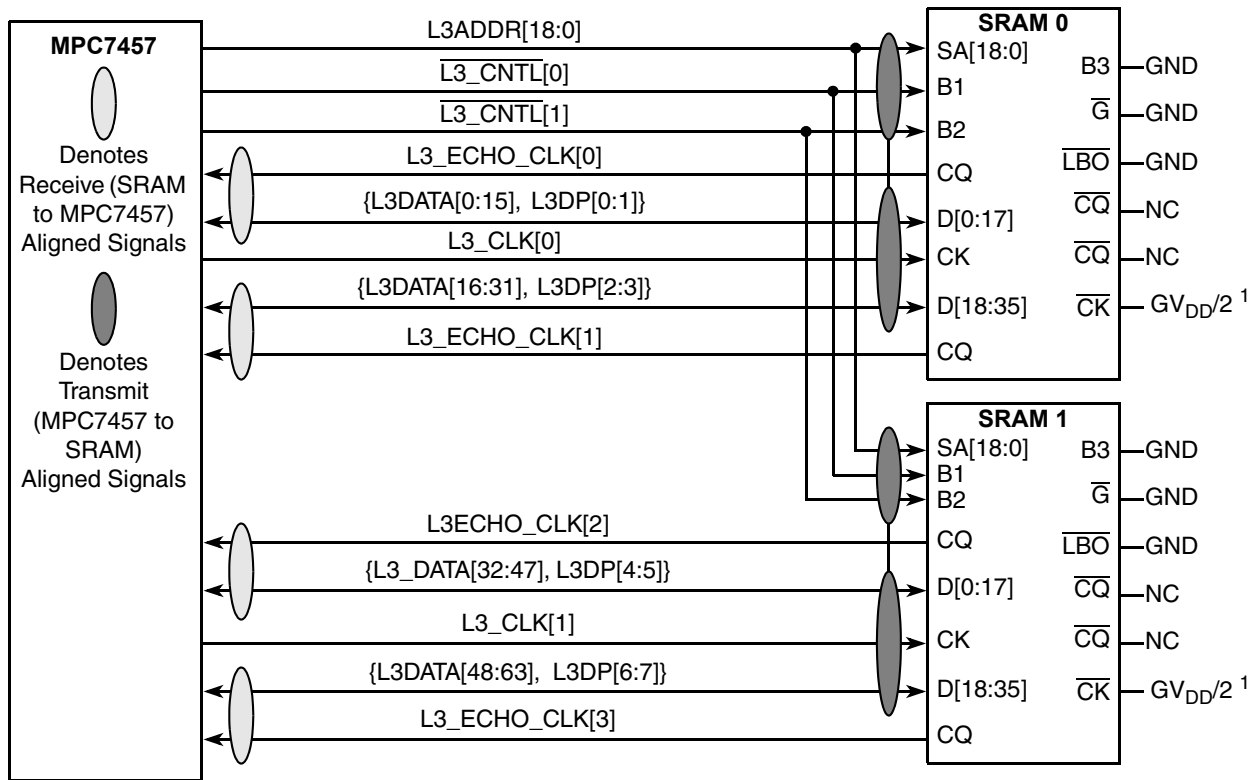 MPC7457
Denotes
Receive (SRAM
to MPC7457)
Aligned Signals
Denotes
Transmit
(MPC7457 to
SRAM)
Aligned Signals
L3ADDR[18:0]
L3_CNTL[0]
L3_CNTL[1]
L3_ECHO_CLK[0]
{L3DATA[0:15], L3DP[0:1]}
L3_CLK[0]
{L3DATA[16:31], L3DP[2:3]}
L3_ECHO_CLK[1]
SRAM 0
SA[18:0]
B1
B2
CQ
D[0:17]
CK
D[18:35]
CQ
B3 GND
G GND
LBO GND
CQ NC
CQ NC
CK GVDD/2 1
L3ECHO_CLK[2]
{L3_DATA[32:47], L3DP[4:5]}
L3_CLK[1]
{L3DATA[48:63], L3DP[6:7]}
L3_ECHO_CLK[3]
SRAM 1
SA[18:0]
B1
B2
CQ
D[0:17]
CK
D[18:35]
CQ
B3 GND
G GND
LBO GND
CQ NC
CQ NC
CK GVDD/2 1